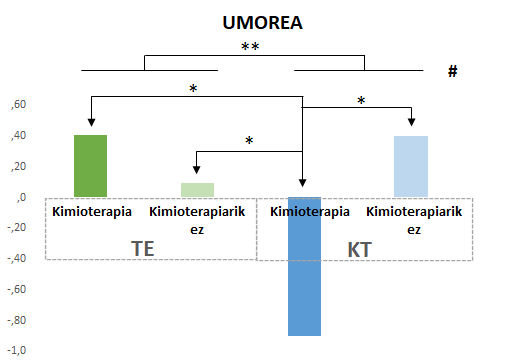 UMOREA
**
#
*
*
*
,60
,40
,20
,0
-,20
-,40
-,60
-,80
-1,0
Kimioterapia
Kimioterapiarik
ez
Kimioterapia
Kimioterapiarik
ez
TE
KT